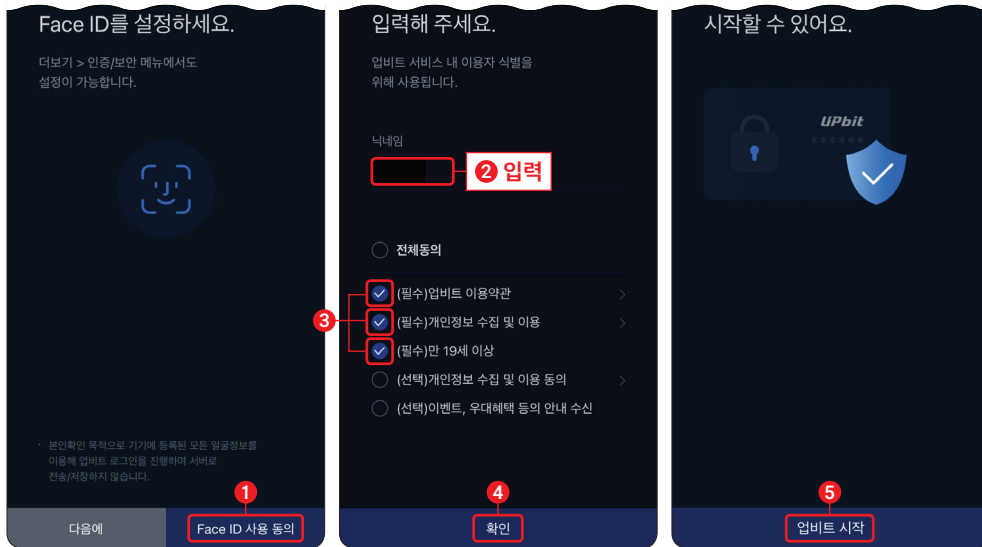 Face ID를 설정하세요.
더보기 > 인증/보안 메뉴에서도
설정이 가능합니다.
· 본인확인 목적으로 기기에 등록된 모든 얼굴정보를
이용해 업비트 로그인을 진행하며 서버로
전송/저장하지 않습니다.
1
다음에
Face ID 사용 동의
입력해 주세요.
업비트 서비스 내 이용자 식별을
위해 사용됩니다.
닉네임
2 입력
전체동의
3
(필수)업비트 이용약관
(필수)개인정보 수집 및 이용
(필수)만 19세 이상
(선택)개인정보 수집 및 이용 동의
(선택)이벤트, 우대혜택 등의 안내 수신
4
확인
시작할 수 있어요.
UPbit
******
5
업비트 시작